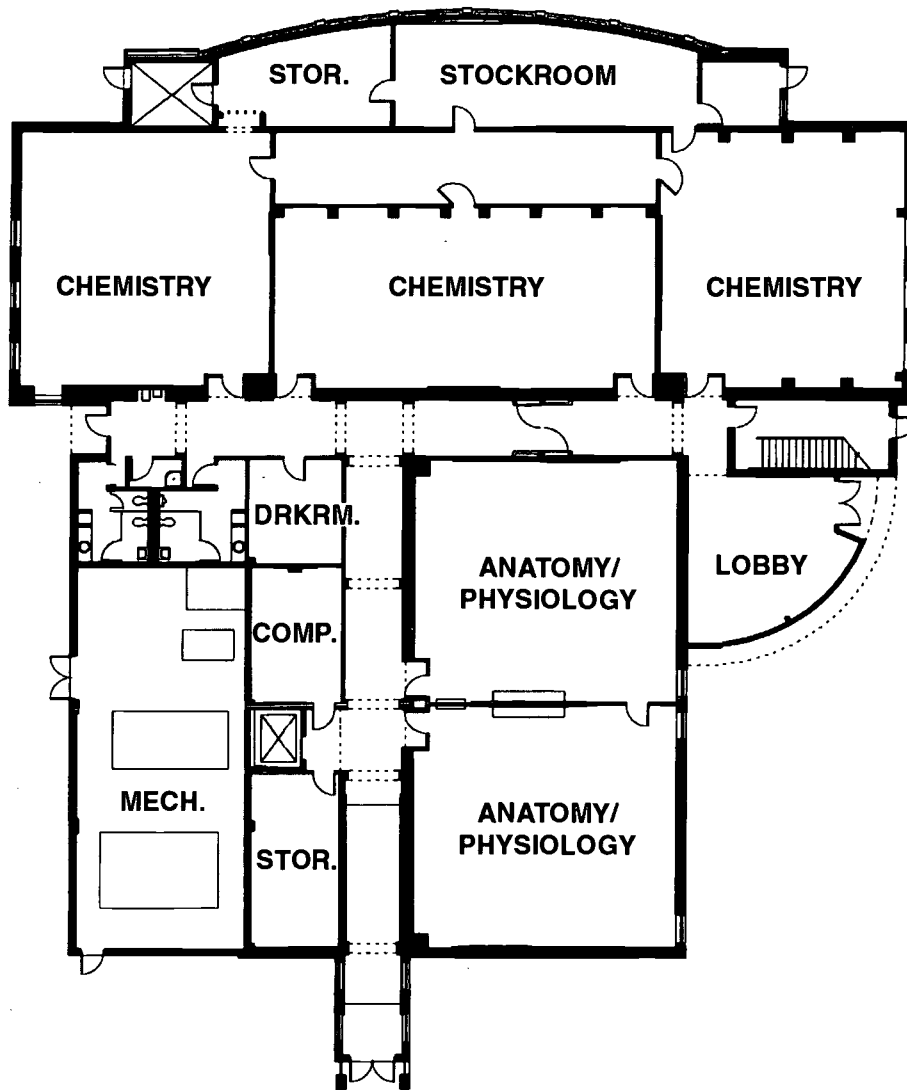 STOR.
STOCKROOM
CHEMISTRY
CHEMISTRY
CHEMISTRY
DRKRM.
ANATOMY/
PHYSIOLOGY
LOBBY
COMP.
MECH.
ANATOMY/
PHYSIOLOGY
STOR.